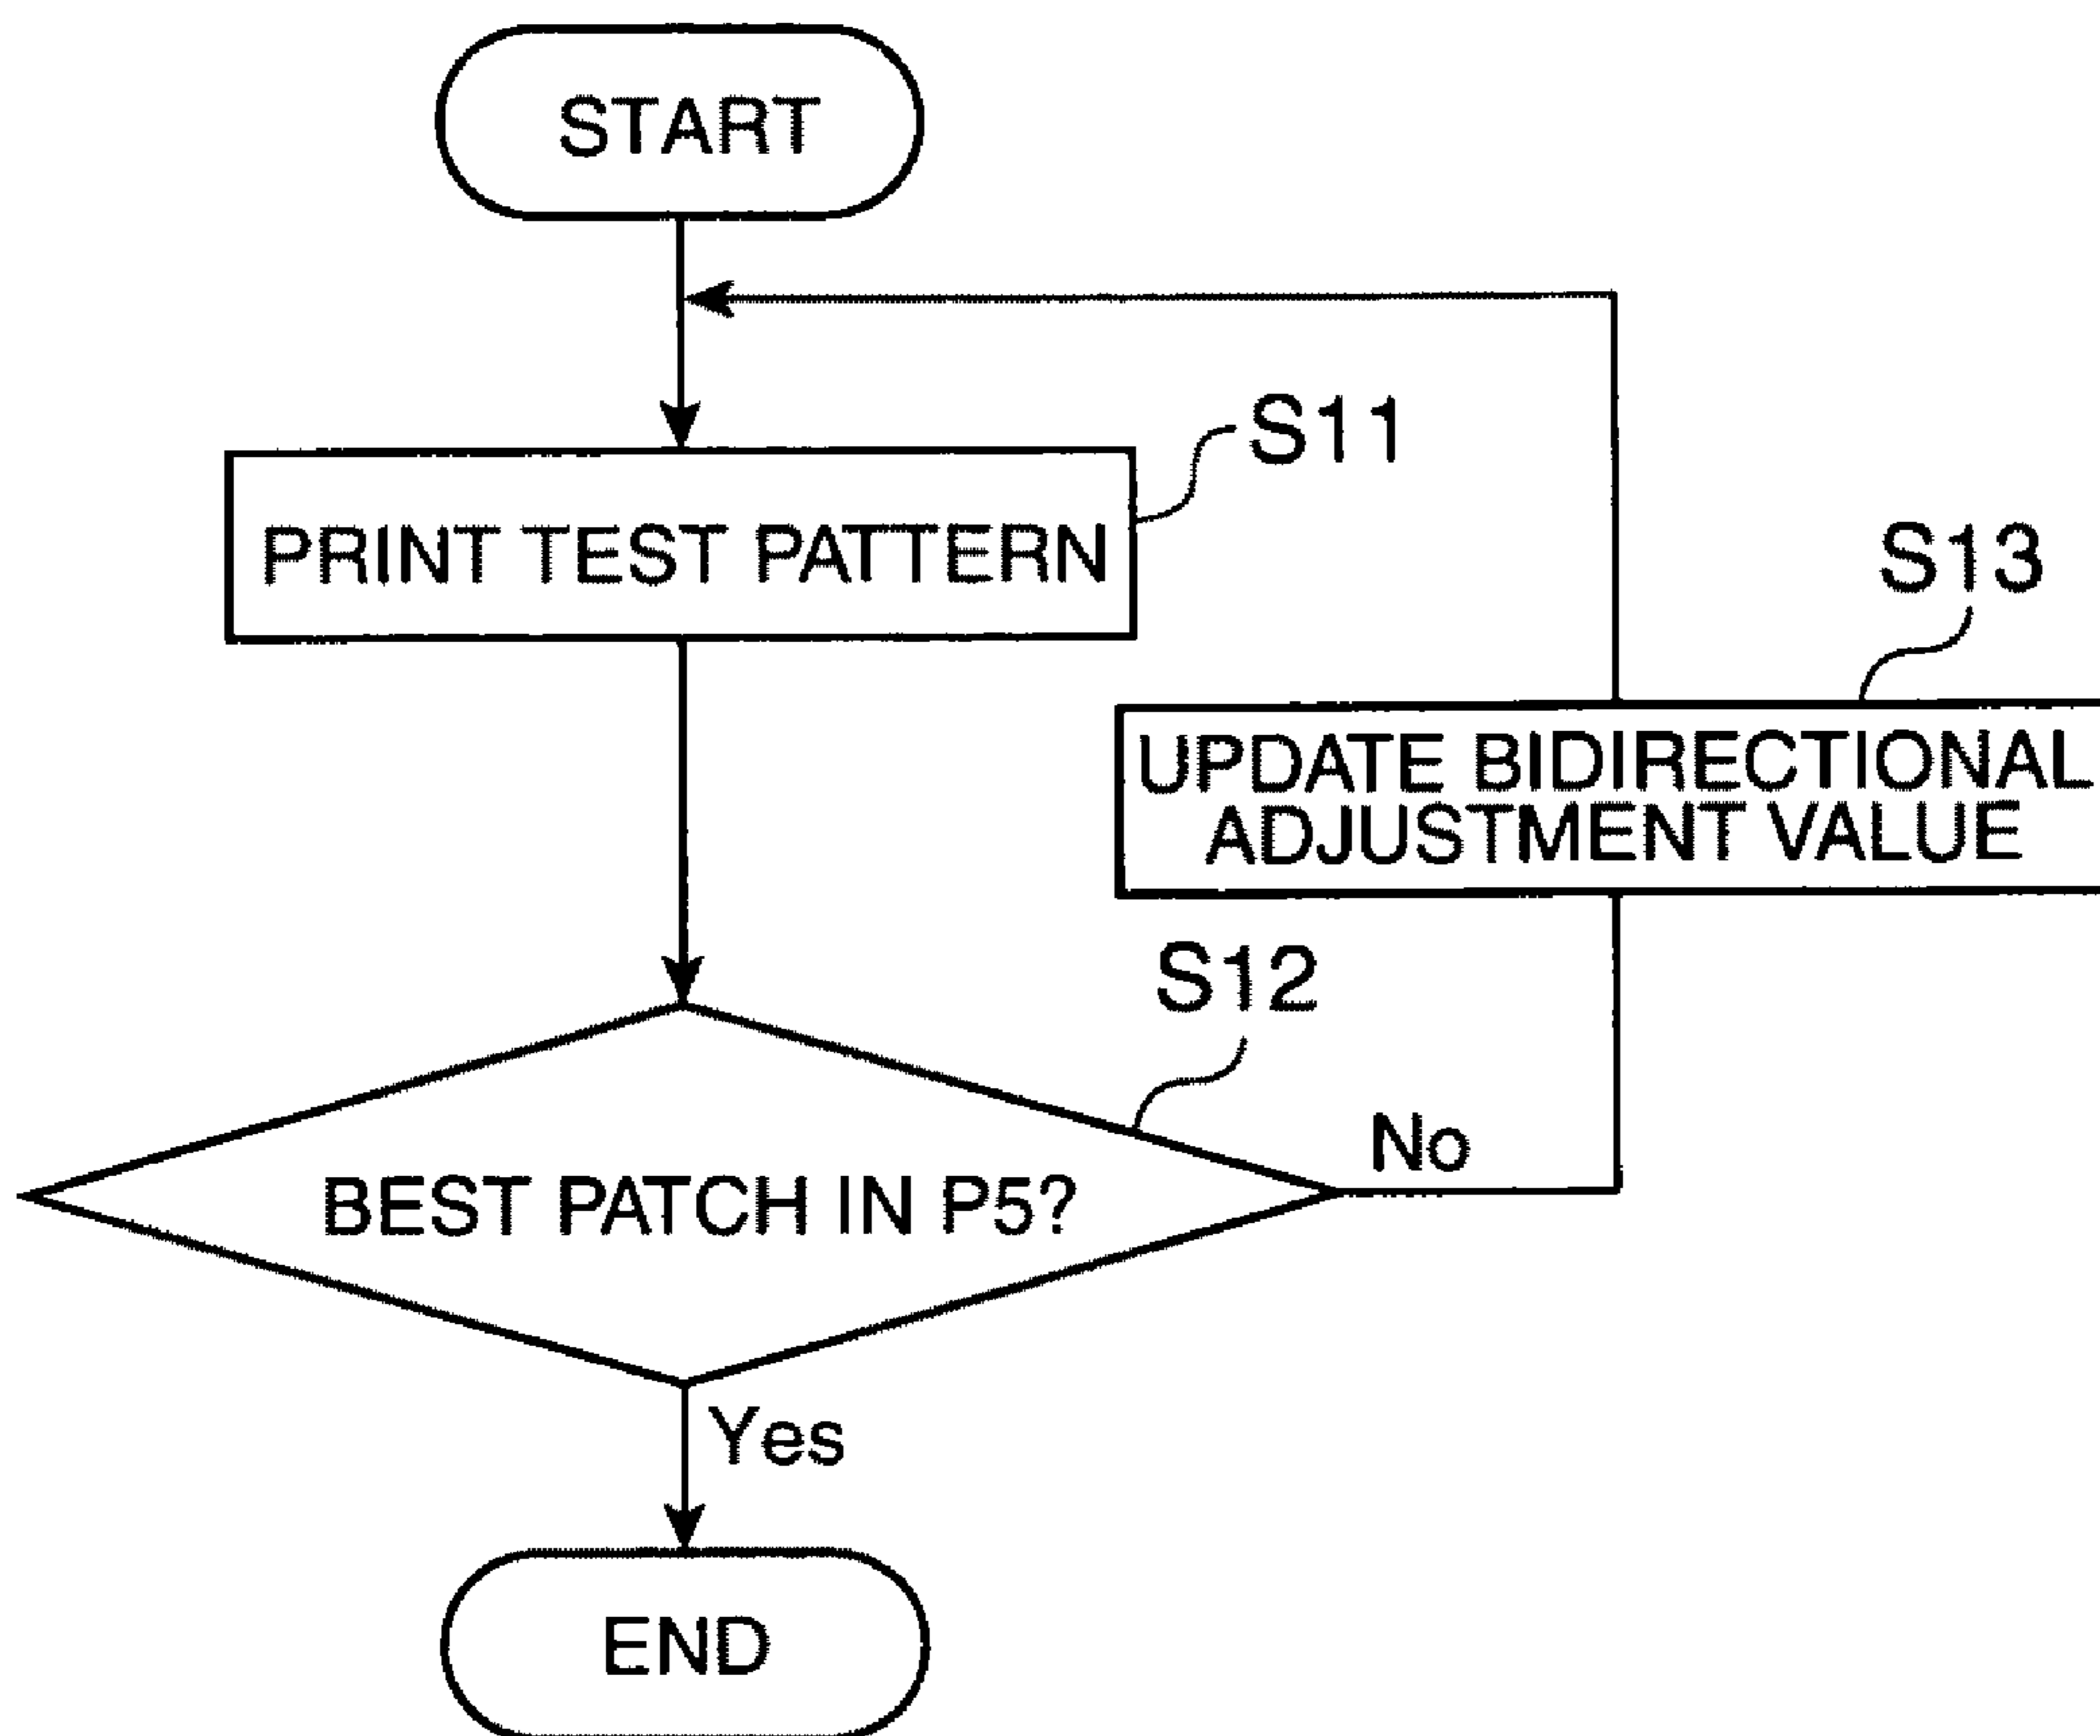 START
S11
PRINT TEST PATTERN
S13
UPDATE BIDIRECTIONAL
ADJUSTMENT VALUE
S12
No
BEST PATCH IN P5?
Yes
END